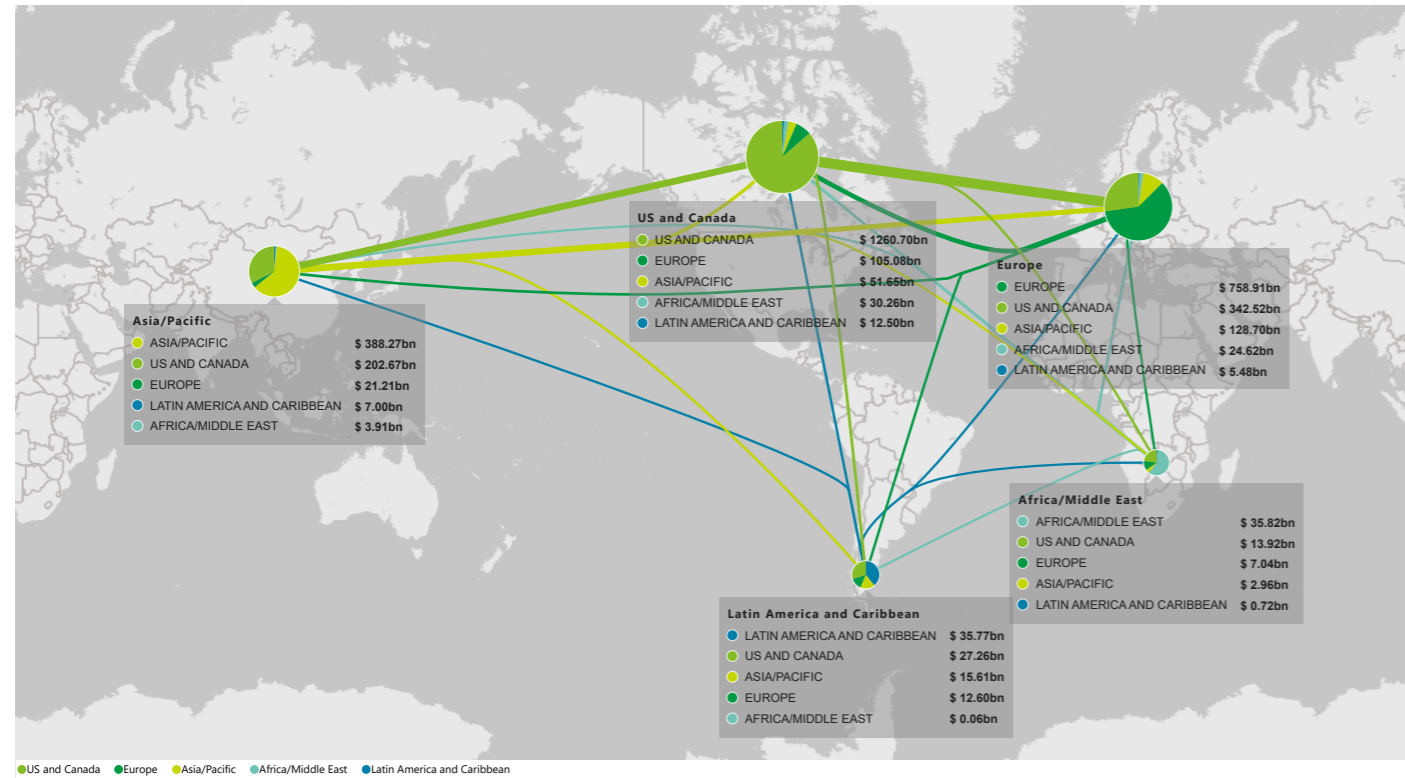 US and Canada
US AND CANADA $ 1260.70bn
EUROPE $ 105.08bn
ASIA/PACIFIC $ 51.65bn
AFRICA/MIDDLE EAST $ 30.26bn
LATIN AMERICA AND CARIBBEAN $ 12.50bn
Europe
EUROPE $ 758.91bn
US AND CANADA $ 342.52bn
ASIA/PACIFIC $ 128.70bn
AFRICA/MIDDLE EAST $ 24.62bn
LATIN AMERICA AND CARIBBEAN $ 5.48bn
Asia/Pacific
ASIA/PACIFIC $ 388.27bn
US AND CANADA $ 202.67bn
EUROPE $ 21.21bn
LATIN AMERICA AND CARIBBEAN $ 7.00bn
AFRICA/MIDDLE EAST $ 3.91bn
Africa/Middle East
AFRICA/MIDDLE EAST $ 35.82bn
US AND CANADA $ 13.92bn
EUROPE $ 7.04bn
ASIA/PACIFIC $ 2.96bn
LATIN AMERICA AND CARIBBEAN $ 0.72bn
Latin America and Caribbean
LATIN AMERICA AND CARIBBEAN $ 35.77bn
US AND CANADA $ 27.26bn
ASIA/PACIFIC $ 15.61bn
EUROPE $ 12.60bn
AFRICA/MIDDLE EAST $ 0.06bn
US and Canada Europe Asia/Pacific Africa/Middle East Latin America and Caribbean